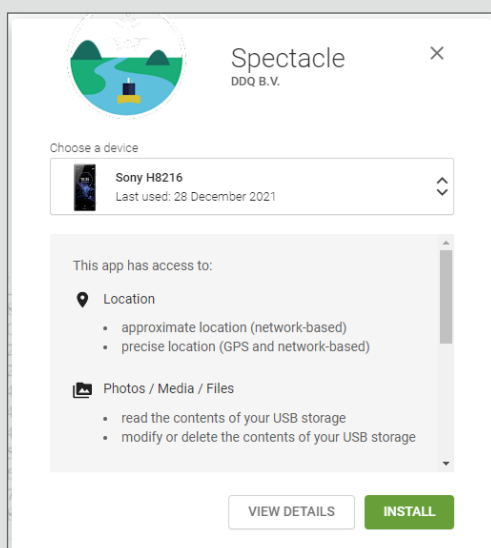 Spectacle
DDQ B.V.
Choose a device
Sony H8216
Last used: 28 December 2021
This app has access to:
Location
• approximate location (network-based)
• precise location (GPS and network-based)
Photos / Media / Files
• read the contents of your USB storage
• modify or delete the contents of your USB storage
VIEW DETAILS
INSTALL